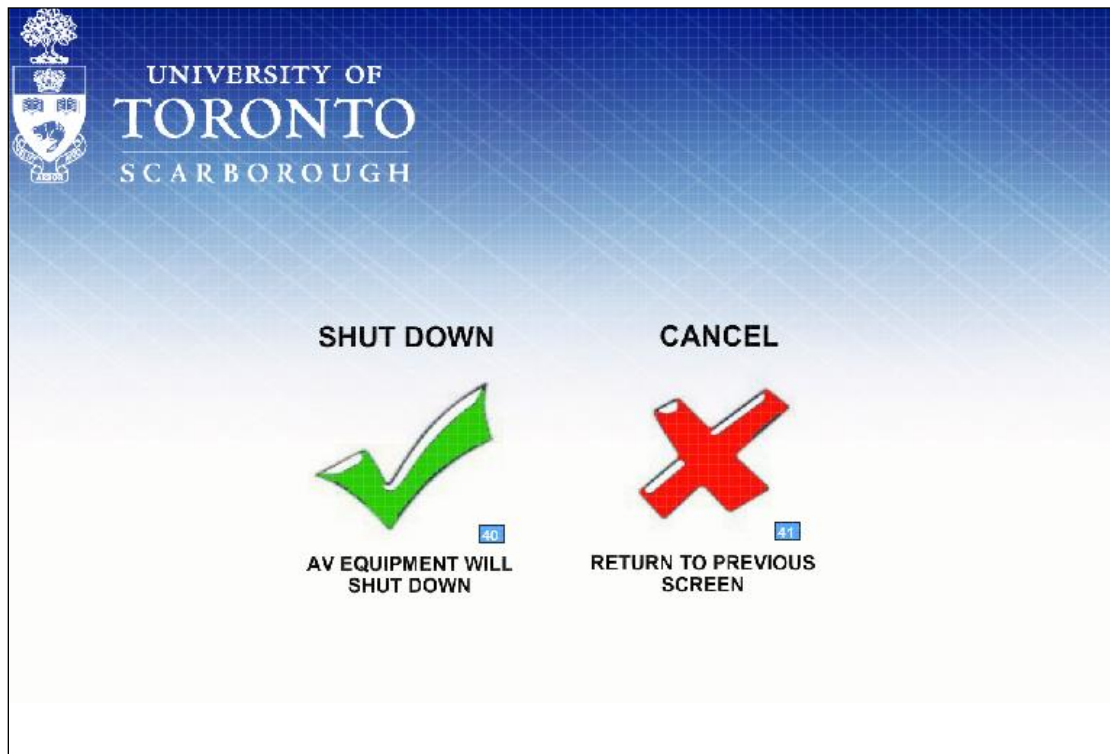 UNIVERSITY OF
TORONTO
SCARBOROUGH
SHUT DOWN
CANCEL
40
AV EQUIPMENT WILL
SHUT DOWN
41
RETURN TO PREVIOUS
SCREEN